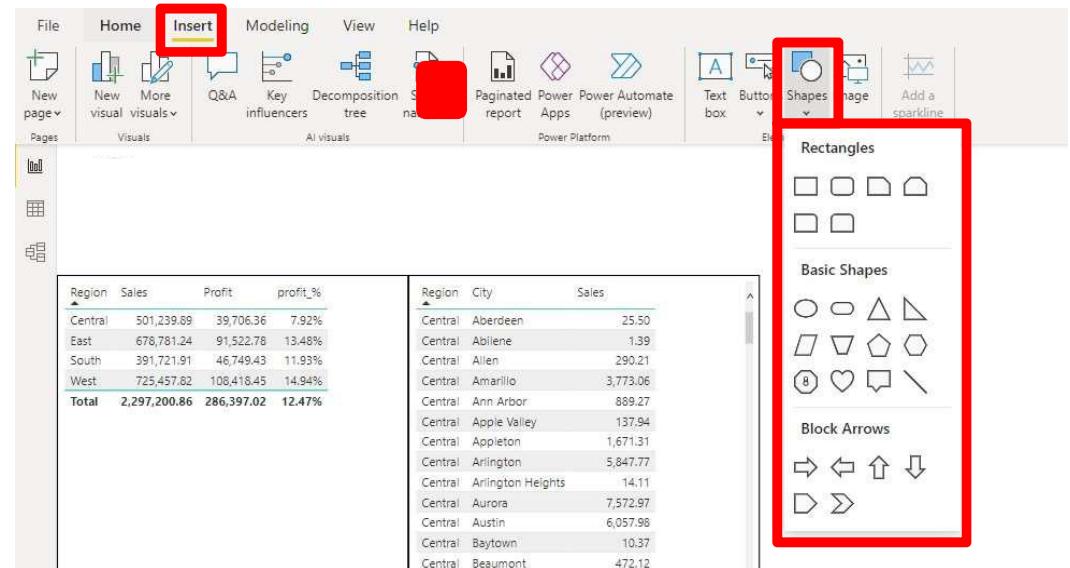 File Home Insert Modeling View Help
New page
New visual
More visuals
Q&A
Key influencers
Decomposition tree
Paginated report
Power Apps
Power Automate (preview)
Text box
Shapes
Add a sparkline
Pages Visuals AI visuals Power Platform
Rectangles
Basic Shapes
8
Block Arrows
Region Sales Profit profit_%
Central 501,239.89 39,706.36 7.92%
East 678,781.24 91,522.78 13.48%
South 391,721.91 46,749.43 11.93%
West 725,457.82 108,418.45 14.94%
Total 2,297,200.86 286,397.02 12.47%
Region City Sales
Central Aberdeen 25.50
Central Abilene 1.39
Central Allen 290.21
Central Amarillo 3,773.06
Central Ann Arbor 889.27
Central Apple Valley 137.94
Central Appleton 1,671.31
Central Arlington 5,847.77
Central Arlington Heights 14.11
Central Aurora 7,572.97
Central Austin 6,057.98
Central Baytown 10.37
Central Beaumont 472.12